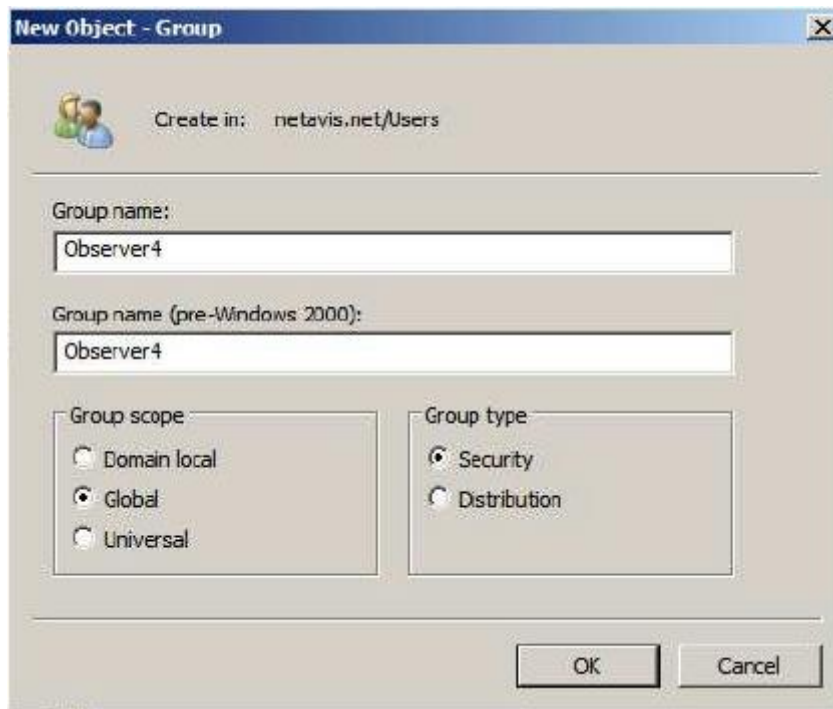 New Object - Group
Create in: netavis.net/Users
Group name:
Observer4
Group name (pre-Windows 2000):
Observer4
Group scope
Domain local
Global
Universal
Group type
Security
Distribution
OK
Cancel